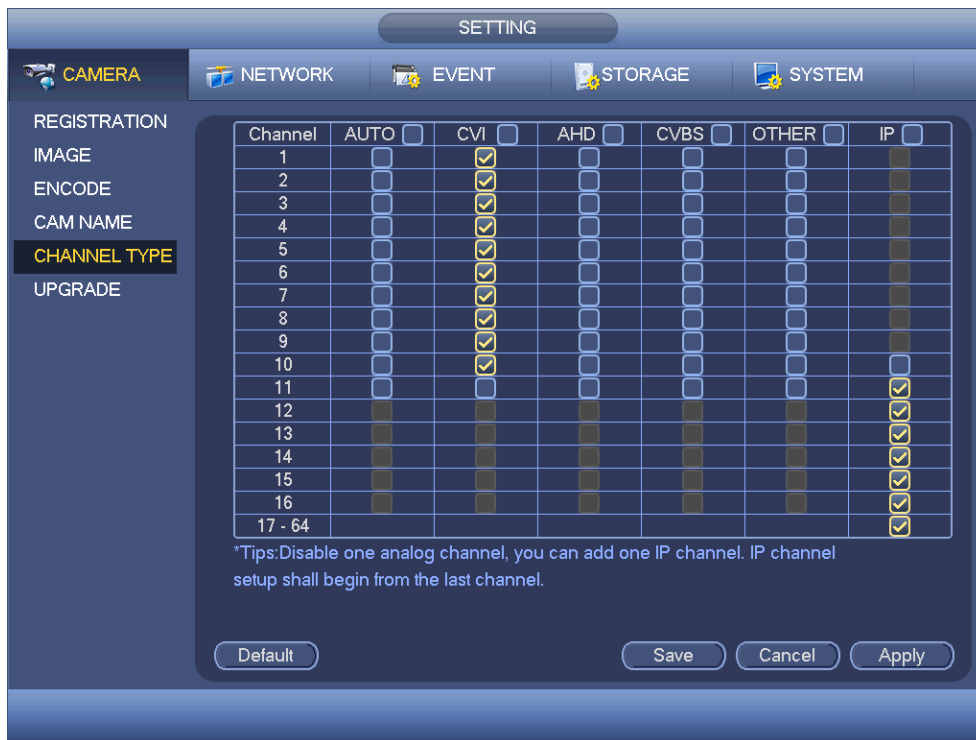 SETTING
CAMERA NETWORK EVENT STORAGE SYSTEM
REGISTRATION
IMAGE
ENCODE
CAM NAME
CHANNEL TYPE
UPGRADE
Channel AUTO CVI AHD CVBS OTHER IP
1
2
3
4
5
6
7
8
9
10
11
12
13
14
15
16
17 - 64
*Tips:Disable one analog channel, you can add one IP channel. IP channel
setup shall begin from the last channel.
Default Save Cancel Apply